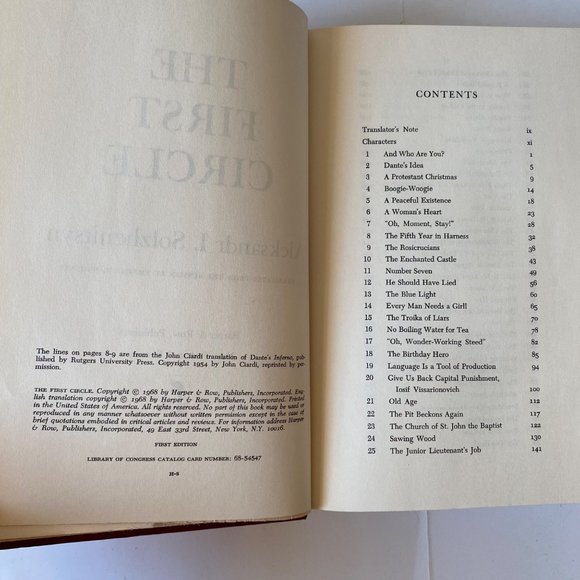 THE
FIRST
CIRCLE
Aleksandr I. Solzhenitsyn
The lines on pages 8-9 are from the John Ciardi translation of Dante's Inferno, pub-
lished by Rutgers University Press. Copyright 1954 by John Ciardi, reprinted by per-
mission.
THE FIRST CIRCLE. Copyright © 1968 by Harper & Row, Publishers, Incorporated. Eng-
lish translation copyright © 1968 by Harper & Row, Publishers, Incorporated. Printed
in the United States of America. All rights reserved. No part of this book may be used or
reproduced in any manner whatsoever without written permission except in the case of
brief quotations embodied in critical articles and reviews. For information address Harper
& Row, Publishers, Incorporated, 49 East 33rd Street, New York, N.Y. 10016.
FIRST EDITION
LIBRARY OF CONGRESS CATALOG CARD NUMBER: 68-54547
H-S
CONTENTS
Translator's Note ix
Characters xi
1 And Who Are You? 1
2 Dante's Idea 5
3 A Protestant Christmas 9
4 Boogie-Woogie 14
5 A Peaceful Existence 18
6 A Woman's Heart 23
7 "Oh, Moment, Stay!" 28
8 The Fifth Year in Harness 32
9 The Rosicrucians 38
10 The Enchanted Castle 43
11 Number Seven 49
12 He Should Have Lied 56
13 The Blue Light 60
14 Every Man Needs a Girl! 65
15 The Troika of Liars 70
16 No Boiling Water for Tea 78
17 "Oh, Wonder-Working Steed" 82
18 The Birthday Hero 85
19 Language Is a Tool of Production 94
20 Give Us Back Capital Punishment,
Iosif Vissarionovich 100
21 Old Age 112
22 The Pit Beckons Again 117
23 The Church of St. John the Baptist 122
24 Sawing Wood 130
25 The Junior Lieutenant's Job 141